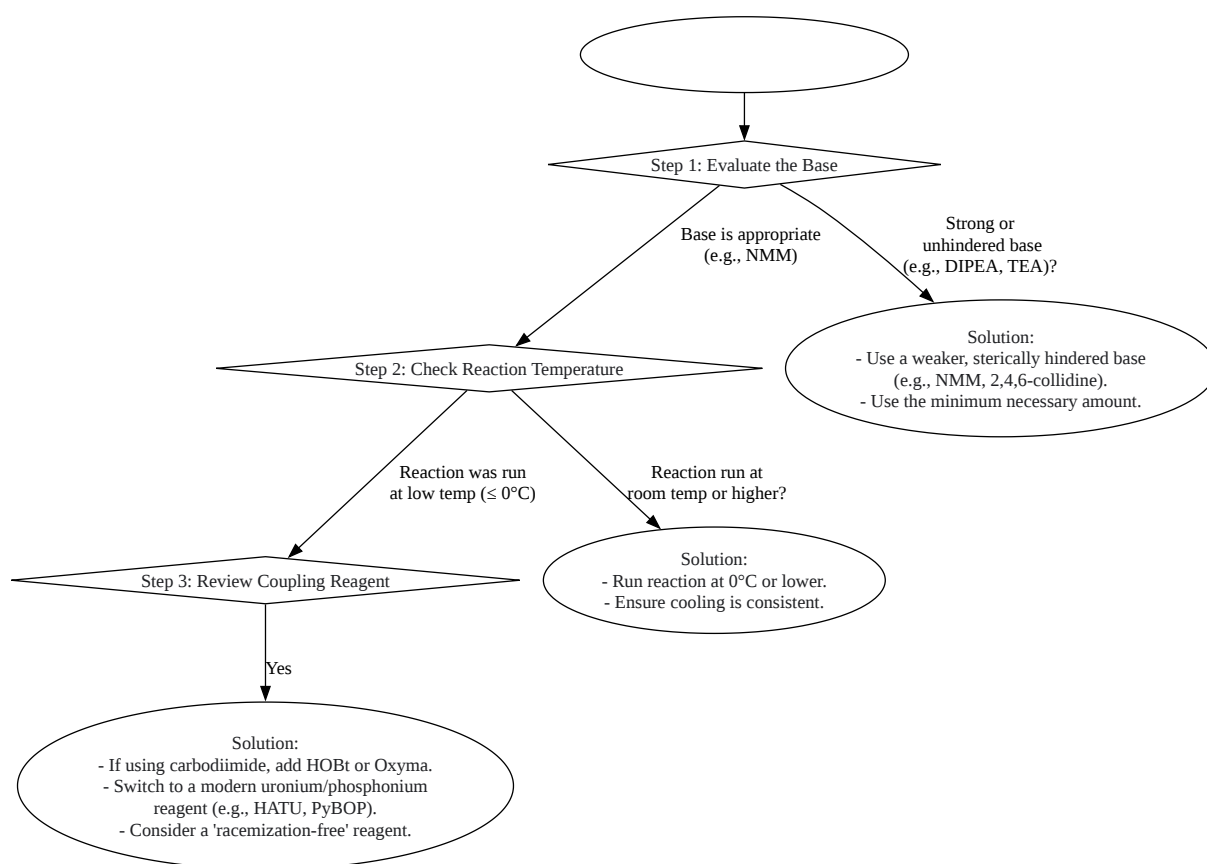 Step 1: Evaluate the Base
Base is appropriate
(e.g., NMM)
Strong or
unhindered base
(e.g., DIPEA, TEA)?
Solution:
- Use a weaker, sterically hindered base
(e.g., NMM, 2,4,6-collidine).
- Use the minimum necessary amount.
Step 2: Check Reaction Temperature
Reaction was run
at low temp (≤ 0°C)
Reaction run at
room temp or higher?
Solution:
- Run reaction at 0°C or lower.
- Ensure cooling is consistent.
Step 3: Review Coupling Reagent
Yes
Solution:
- If using carbodiimide, add HOBt or Oxyma.
- Switch to a modern uronium/phosphonium
reagent (e.g., HATU, PyBOP).
- Consider a 'racemization-free' reagent.